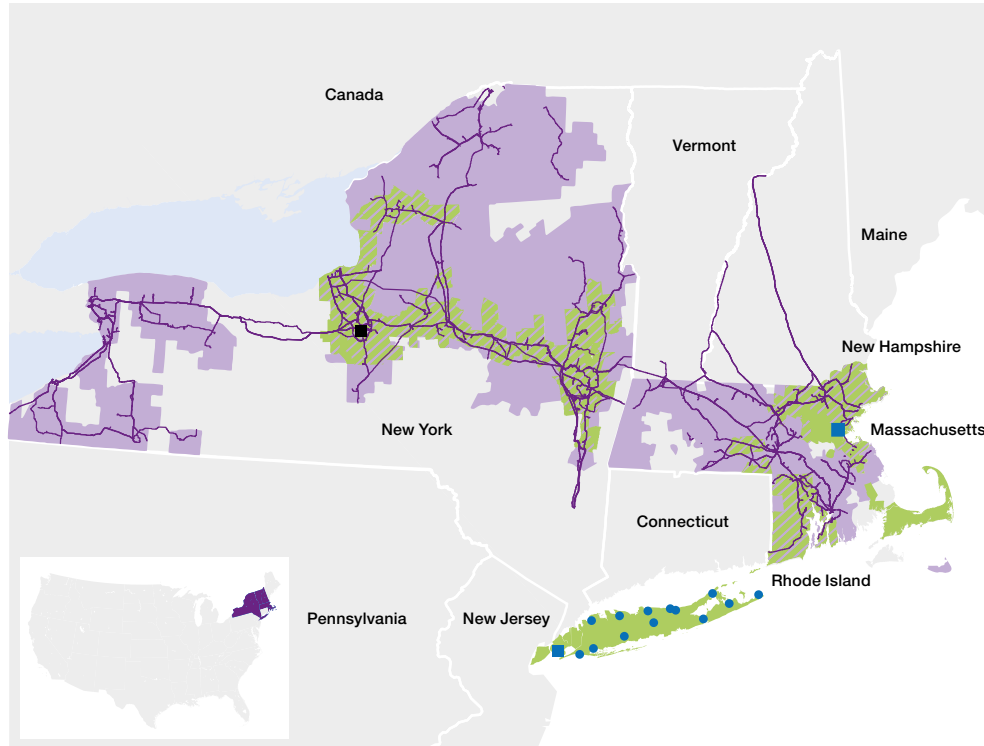 Canada
Vermont
Maine
New Hampshire
New York
Massachusetts
Connecticut
Rhode Island
Pennsylvania
New Jersey